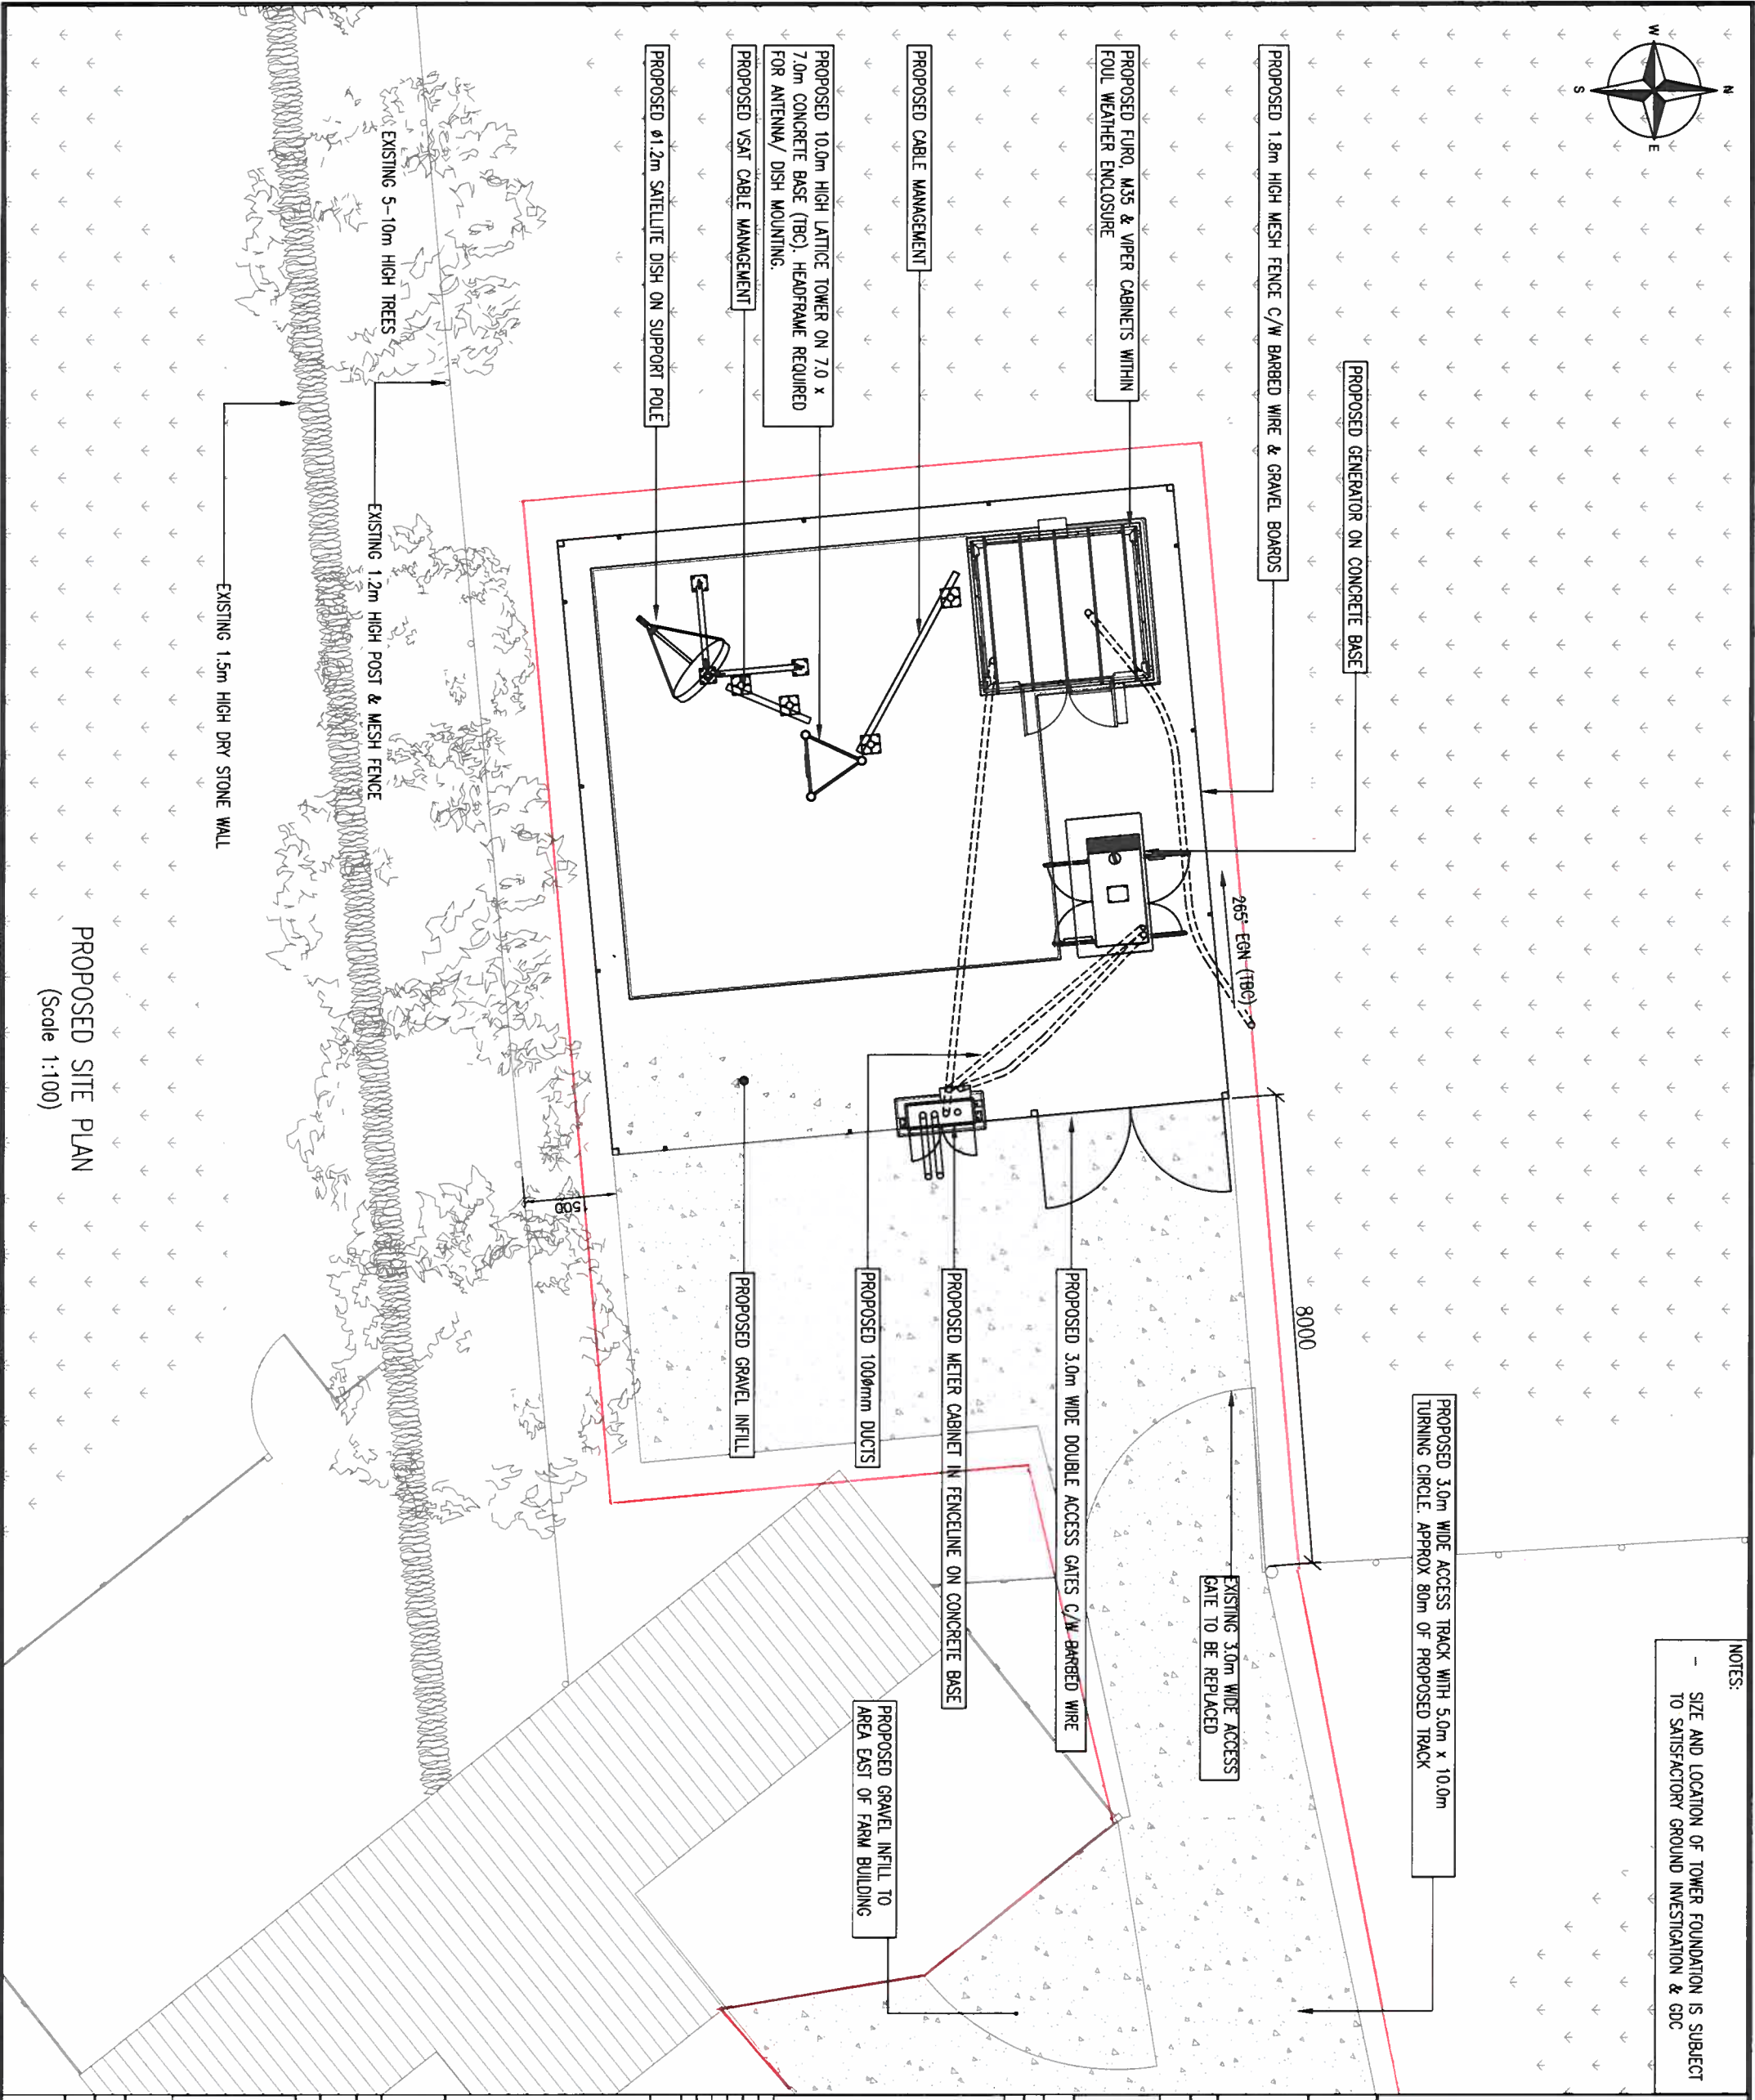 N
W
E
S
NOTES:
- SIZE AND LOCATION OF TOWER FOUNDATION IS SUBJECT
TO SATISFACTORY GROUND INVESTIGATION & GDC
PROPOSED 3.0m WIDE ACCESS TRACK WITH 5.0m x 10.0m
TURNING CIRCLE. APPROX 80m OF PROPOSED TRACK
PROPOSED GENERATOR ON CONCRETE BASE
8000
PROPOSED 1.8m HIGH MESH FENCE C/W BARBED WIRE & GRAVEL BOARDS
265° EGN (TBC)
EXISTING 3.0m WIDE ACCESS
GATE TO BE REPLACED
PROPOSED FURO, M35 & VIPER CABINETS WITHIN
FOUL WEATHER ENCLOSURE
PROPOSED 3.0m WIDE DOUBLE ACCESS GATES C/W BARBED WIRE
PROPOSED CABLE MANAGEMENT
PROPOSED METER CABINET IN FENCELINE ON CONCRETE BASE
PROPOSED 100ømm DUCTS
PROPOSED GRAVEL INFILL TO
AREA EAST OF FARM BUILDING
PROPOSED 10.0m HIGH LATTICE TOWER ON 7.0 x
7.0m CONCRETE BASE (TBC). HEADFRAME REQUIRED
FOR ANTENNA/ DISH MOUNTING.
PROPOSED VSAT CABLE MANAGEMENT
PROPOSED GRAVEL INFILL
PROPOSED ø1.2m SATELLITE DISH ON SUPPORT POLE
1500
EXISTING 5-10m HIGH TREES
EXISTING 1.2m HIGH POST & MESH FENCE
EXISTING 1.5m HIGH DRY STONE WALL
PROPOSED SITE PLAN
(Scale 1:100)